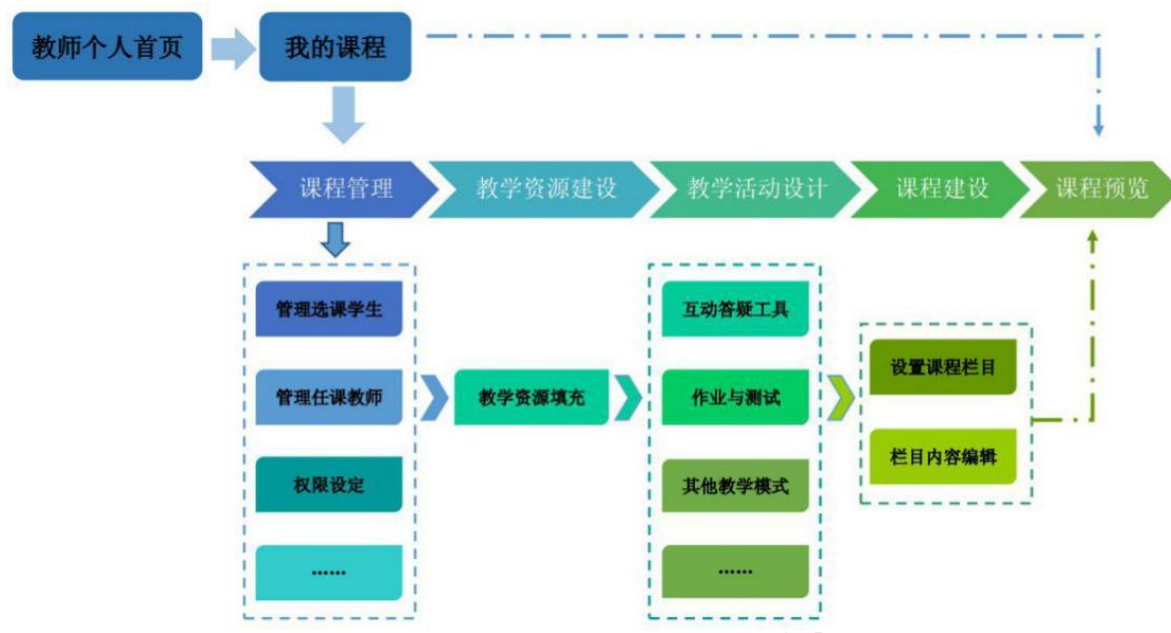 教师个人首页
我的课程
课程管理
教学资源建设
教学活动设计
课程建设
课程预览
管理选课学生
管理任课教师
权限设定
……
教学资源填充
互动答疑工具
作业与测试
其他教学模式
……
设置课程栏目
栏目内容编辑